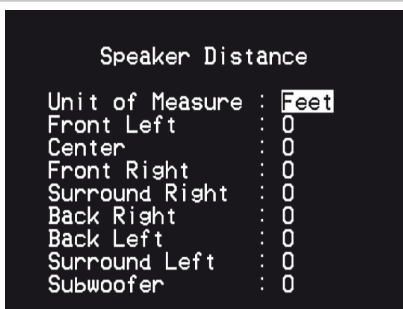 Speaker Distance
Unit of Measure : Feet
Front Left : 0
Center : 0
Front Right : 0
Surround Right : 0
Back Right : 0
Back Left : 0
Surround Left : 0
Subwoofer : 0